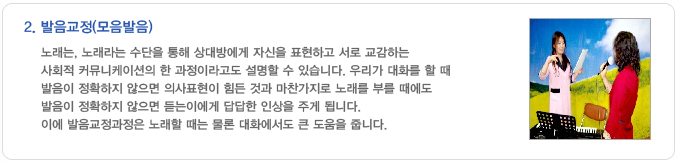 2. 발음교정(모음발음)
노래는, 노래라는 수단을 통해 상대방에게 자신을 표현하고 서로 교감하는
사회적 커뮤니케이션의 한 과정이라고도 설명할 수 있습니다. 우리가 대화를 할 때
발음이 정확하지 않으면 의사표현이 힘든 것과 마찬가지로 노래를 부를 때에도
발음이 정확하지 않으면 듣는이에게 답답한 인상을 주게 됩니다.
이에 발음교정과정은 노래할 때는 물론 대화에서도 큰 도움을 줍니다.